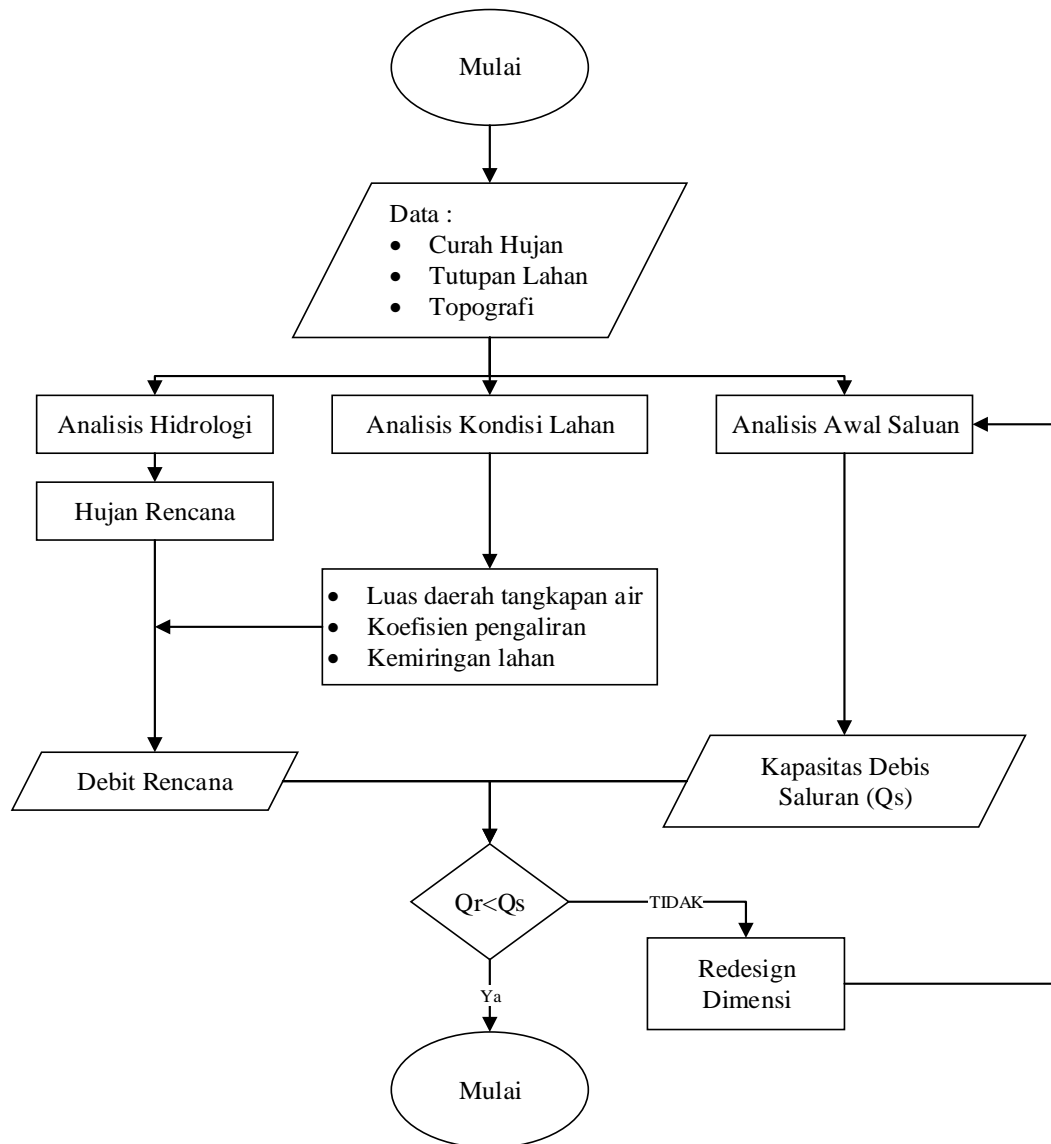 Mulai
Data :
• Curah Hujan
• Tutupan Lahan
• Topografi
Analisis Hidrologi
Analisis Kondisi Lahan
Analisis Awal Saluan
Hujan Rencana
• Luas daerah tangkapan air
• Koefisien pengaliran
• Kemiringan lahan
Debit Rencana
Kapasitas Debis
Saluran (Qs)
Qr<Qs
TIDAK
Redesign
Dimensi
Ya
Mulai